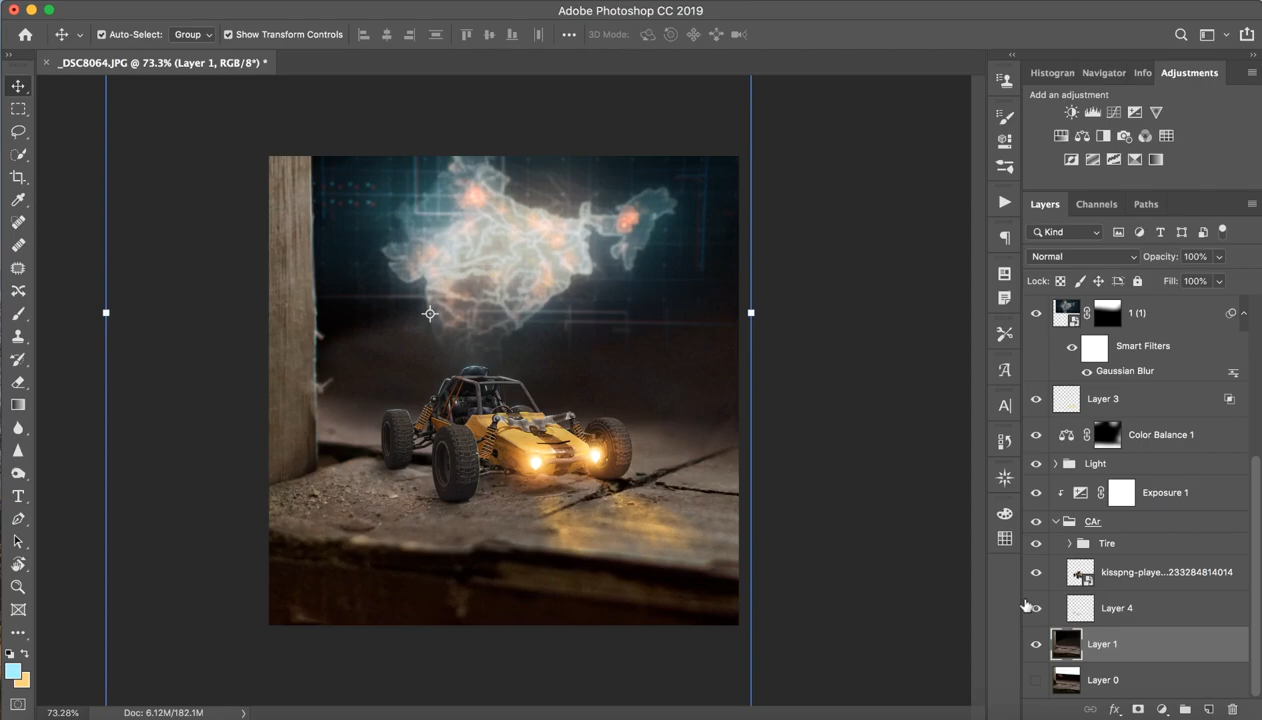 Adobe Photoshop CC 2019
Auto-Select: Group Show Transform Controls 3D Mode:
_DSC8064.JPG @ 73.3% (Layer 1, RGB/8*) *
Histogran Navigator Info Adjustments
Add an adjustment
Layers Channels Paths
Kind
Normal Opacity: 100%
Lock: Fill: 100%
1 (1)
Smart Filters
Gaussian Blur
Layer 3
Color Balance 1
Light
Exposure 1
CAr
Tire
kisspng-playe...233284814014
Layer 4
Layer 1
Layer 0
73.28% Doc: 6.12M/182.1M